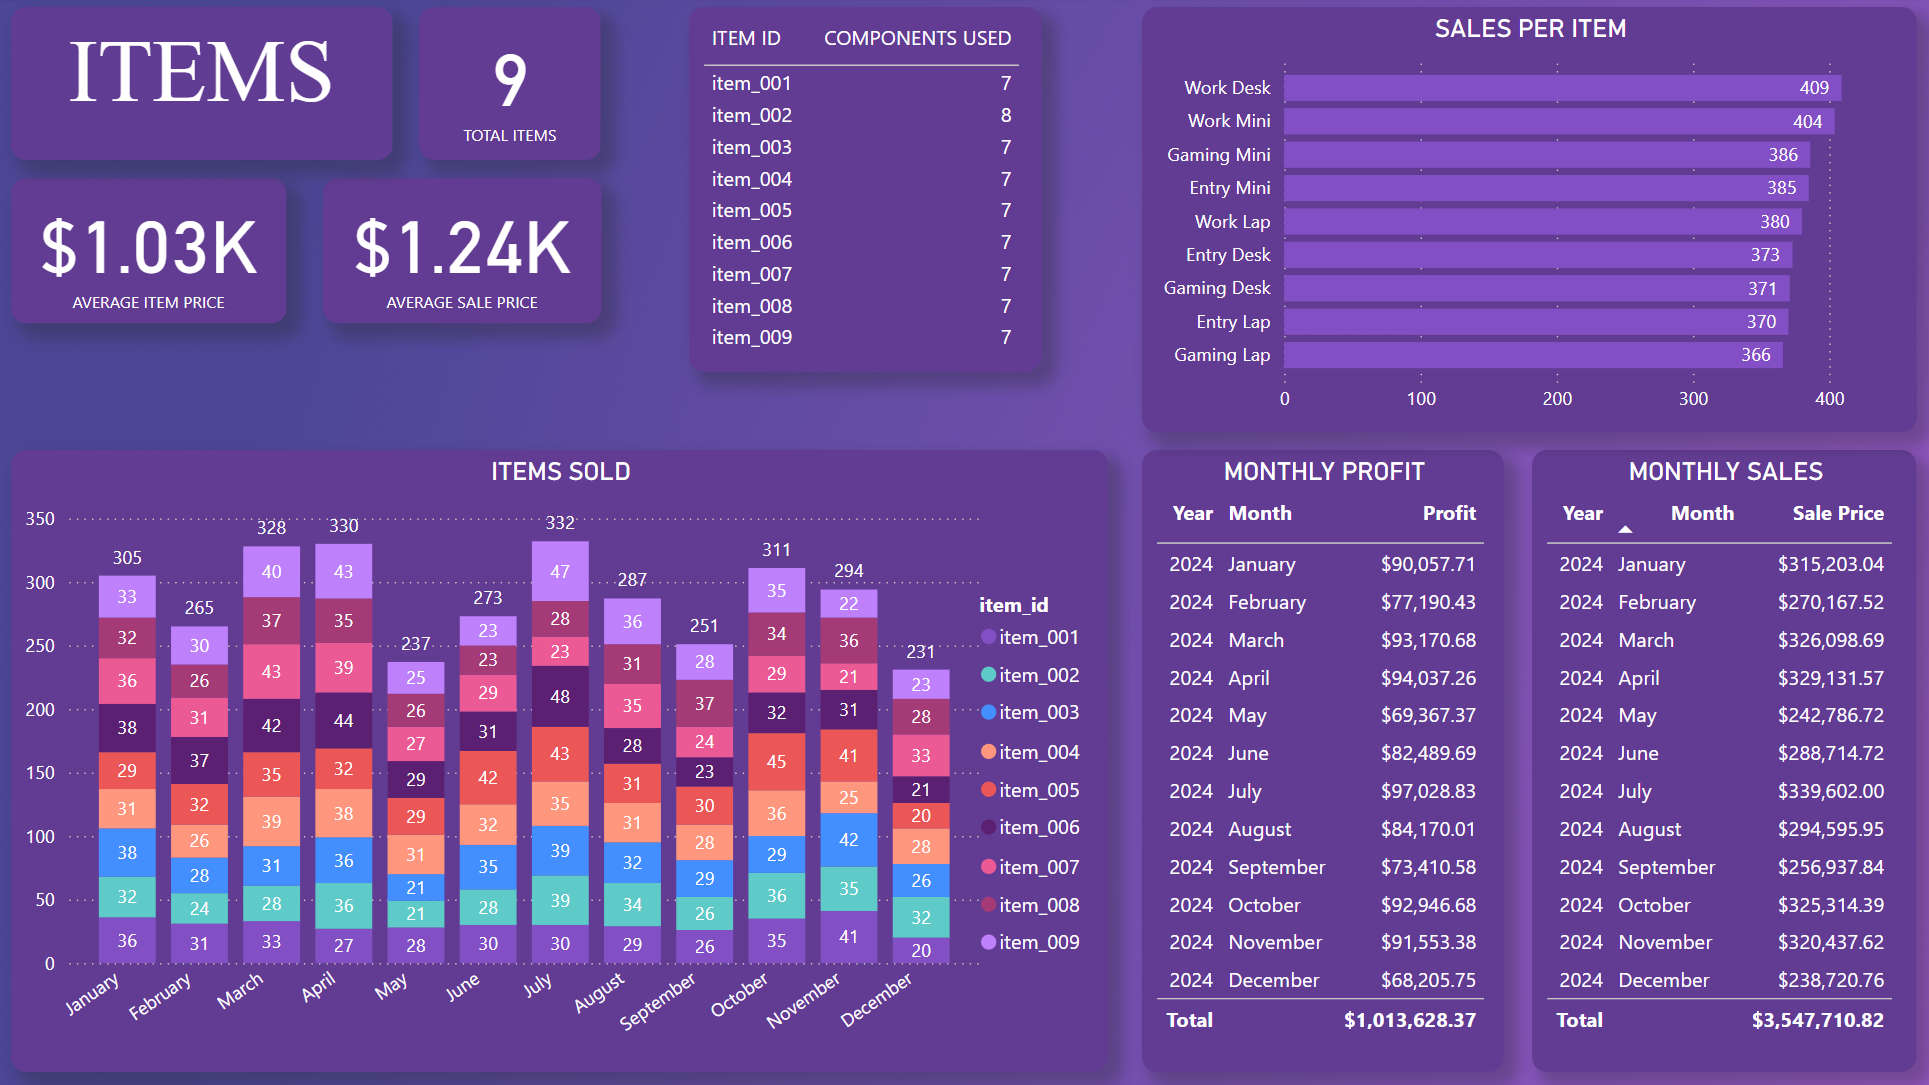 ITEMS
9
TOTAL ITEMS
$1.03K
AVERAGE ITEM PRICE
$1.24K
AVERAGE SALE PRICE
ITEM ID COMPONENTS USED
item_001 7
item_002 8
item_003 7
item_004 7
item_005 7
item_006 7
item_007 7
item_008 7
item_009 7
SALES PER ITEM
Work Desk 409
Work Mini 404
Gaming Mini 386
Entry Mini 385
Work Lap 380
Entry Desk 373
Gaming Desk 371
Entry Lap 370
Gaming Lap 366
0 100 200 300 400
ITEMS SOLD
350
300
250
200
150
100
50
0
305 33 32 36 38 29 31 38 32 36
265 30 26 31 37 32 26 28 24 31
328 40 37 43 42 35 39 31 28 33
330 43 35 39 44 32 38 36 36 27
237 25 26 27 29 29 31 21 21 28
273 23 23 29 31 42 32 35 28 30
332 47 28 23 48 43 35 39 39 30
287 36 31 35 28 31 31 32 34 29
251 28 37 24 23 30 28 29 26 26
311 35 34 29 32 45 36 29 36 35
294 22 36 21 31 41 25 42 35 41
231 23 28 33 21 20 28 26 32 20
January February March April May June July August September October November December
item_id
item_001
item_002
item_003
item_004
item_005
item_006
item_007
item_008
item_009
MONTHLY PROFIT
Year Month Profit
2024 January $90,057.71
2024 February $77,190.43
2024 March $93,170.68
2024 April $94,037.26
2024 May $69,367.37
2024 June $82,489.69
2024 July $97,028.83
2024 August $84,170.01
2024 September $73,410.58
2024 October $92,946.68
2024 November $91,553.38
2024 December $68,205.75
Total $1,013,628.37
MONTHLY SALES
Year Month Sale Price
2024 January $315,203.04
2024 February $270,167.52
2024 March $326,098.69
2024 April $329,131.57
2024 May $242,786.72
2024 June $288,714.72
2024 July $339,602.00
2024 August $294,595.95
2024 September $256,937.84
2024 October $325,314.39
2024 November $320,437.62
2024 December $238,720.76
Total $3,547,710.82